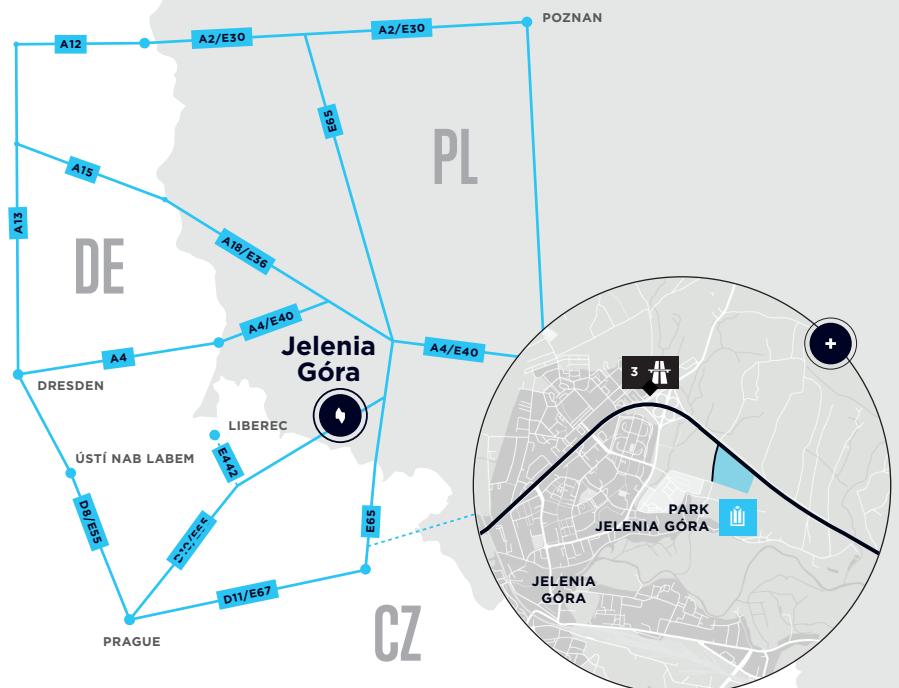 POZNAN
A2/E30
A2/E30
A12
E65
PL
A15
A13
A18/E36
DE
A4/E40
Jelenia
Góra
A4/E40
A4
+
3
DRESDEN
LIBEREC
ÚSTÍ NAB LABEM
E442
PARK
JELENIA GÓRA
D8/E55
E65
D10/E65
JELENIA
GÓRA
D11/E67
CZ
PRAGUE